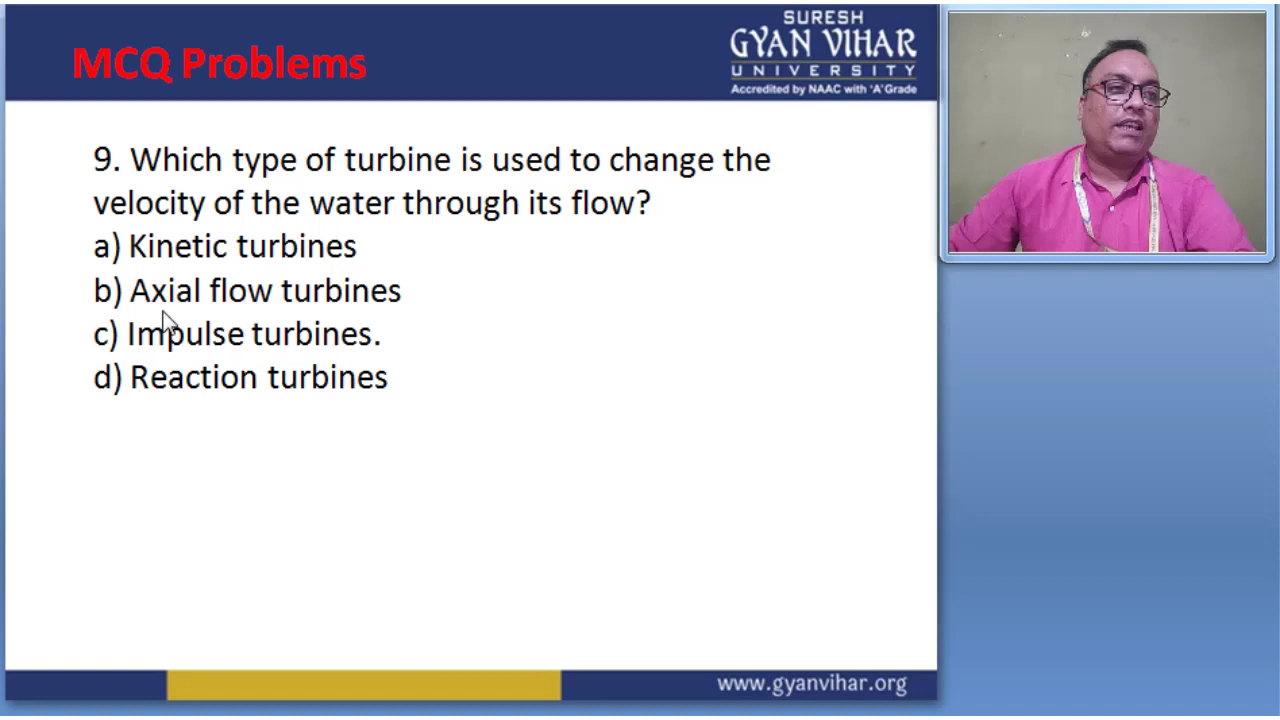 MCQ Problems
SURESH
GYAN VIHAR
UNIVERSITY
Accredited by NAAC with 'A' Grade
9. Which type of turbine is used to change the
velocity of the water through its flow?
a) Kinetic turbines
b) Axial flow turbines
c) Impulse turbines.
d) Reaction turbines
www.gyanvihar.org